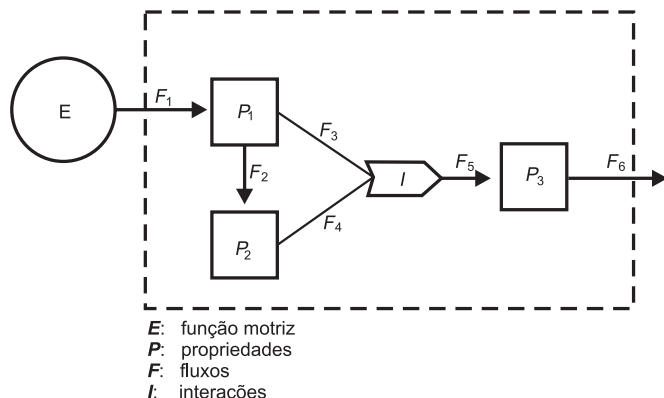 E
F1
P1
F3
F2
I
F5
P3
F6
P2
F4
E: função motriz
P: propriedades
F: fluxos
I: interações